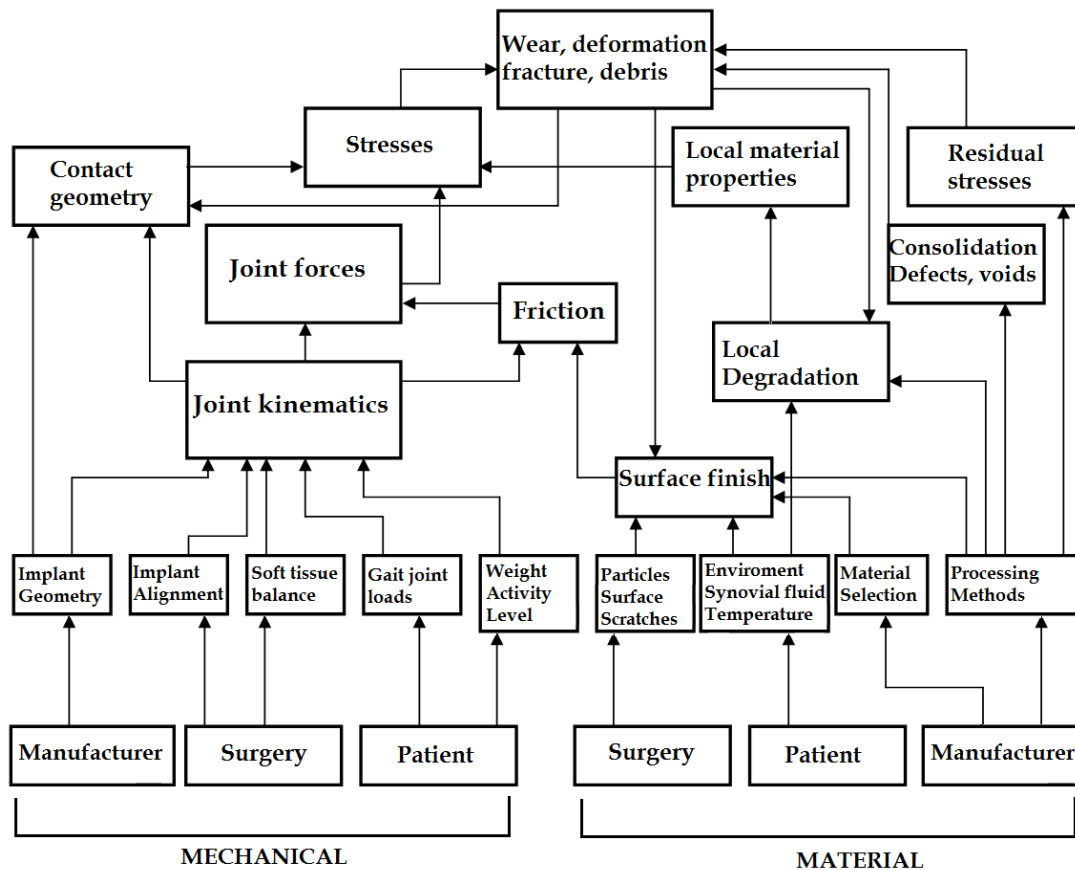 Wear, deformation
fracture, debris
Stresses
Local material
properties
Residual
stresses
Contact
geometry
Joint forces
Consolidation
Defects, voids
Friction
Local
Degradation
Joint kinematics
Surface finish
Implant
Geometry
Implant
Alignment
Soft tissue
balance
Gait joint
loads
Weight
Activity
Level
Particles
Surface
Scratches
Enviroment
Synovial fluid
Temperature
Material
Selection
Processing
Methods
Manufacturer
Surgery
Patient
Surgery
Patient
Manufacturer
MECHANICAL
MATERIAL